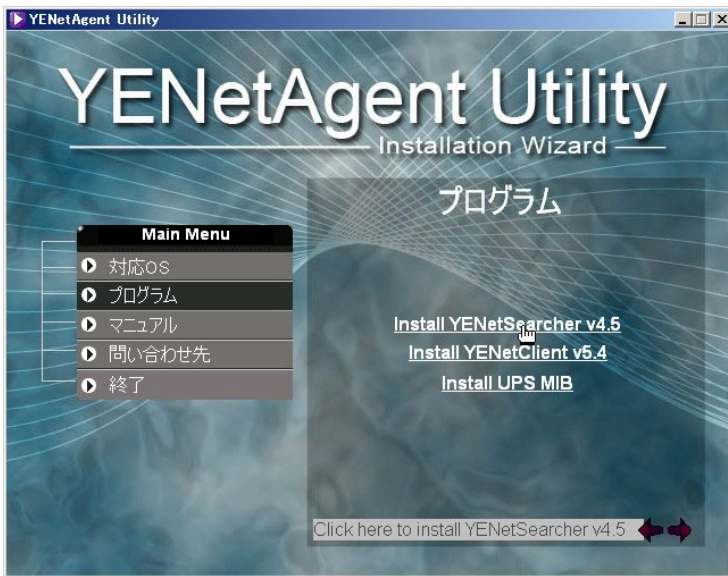 YENetAgent Utility
YENetAgent Utility
Installation Wizard
プログラム
Main Menu
対応OS
プログラム
マニュアル
問い合わせ先
終了
Install YENetSearcher v4.5
Install YENetClient v5.4
Install UPS MIB
Click here to install YENetSearcher v4.5